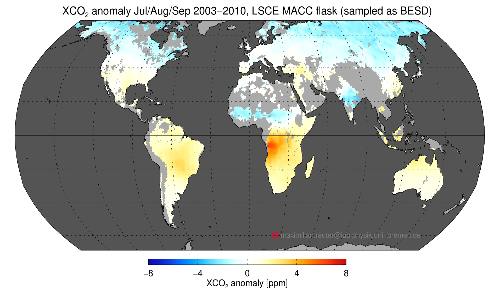 XCO₂ anomaly Jul/Aug/Sep 2003−2010, LSCE MACC flask (sampled as BESD)
−8 −4 0 4 8
XCO₂ anomaly [ppm]